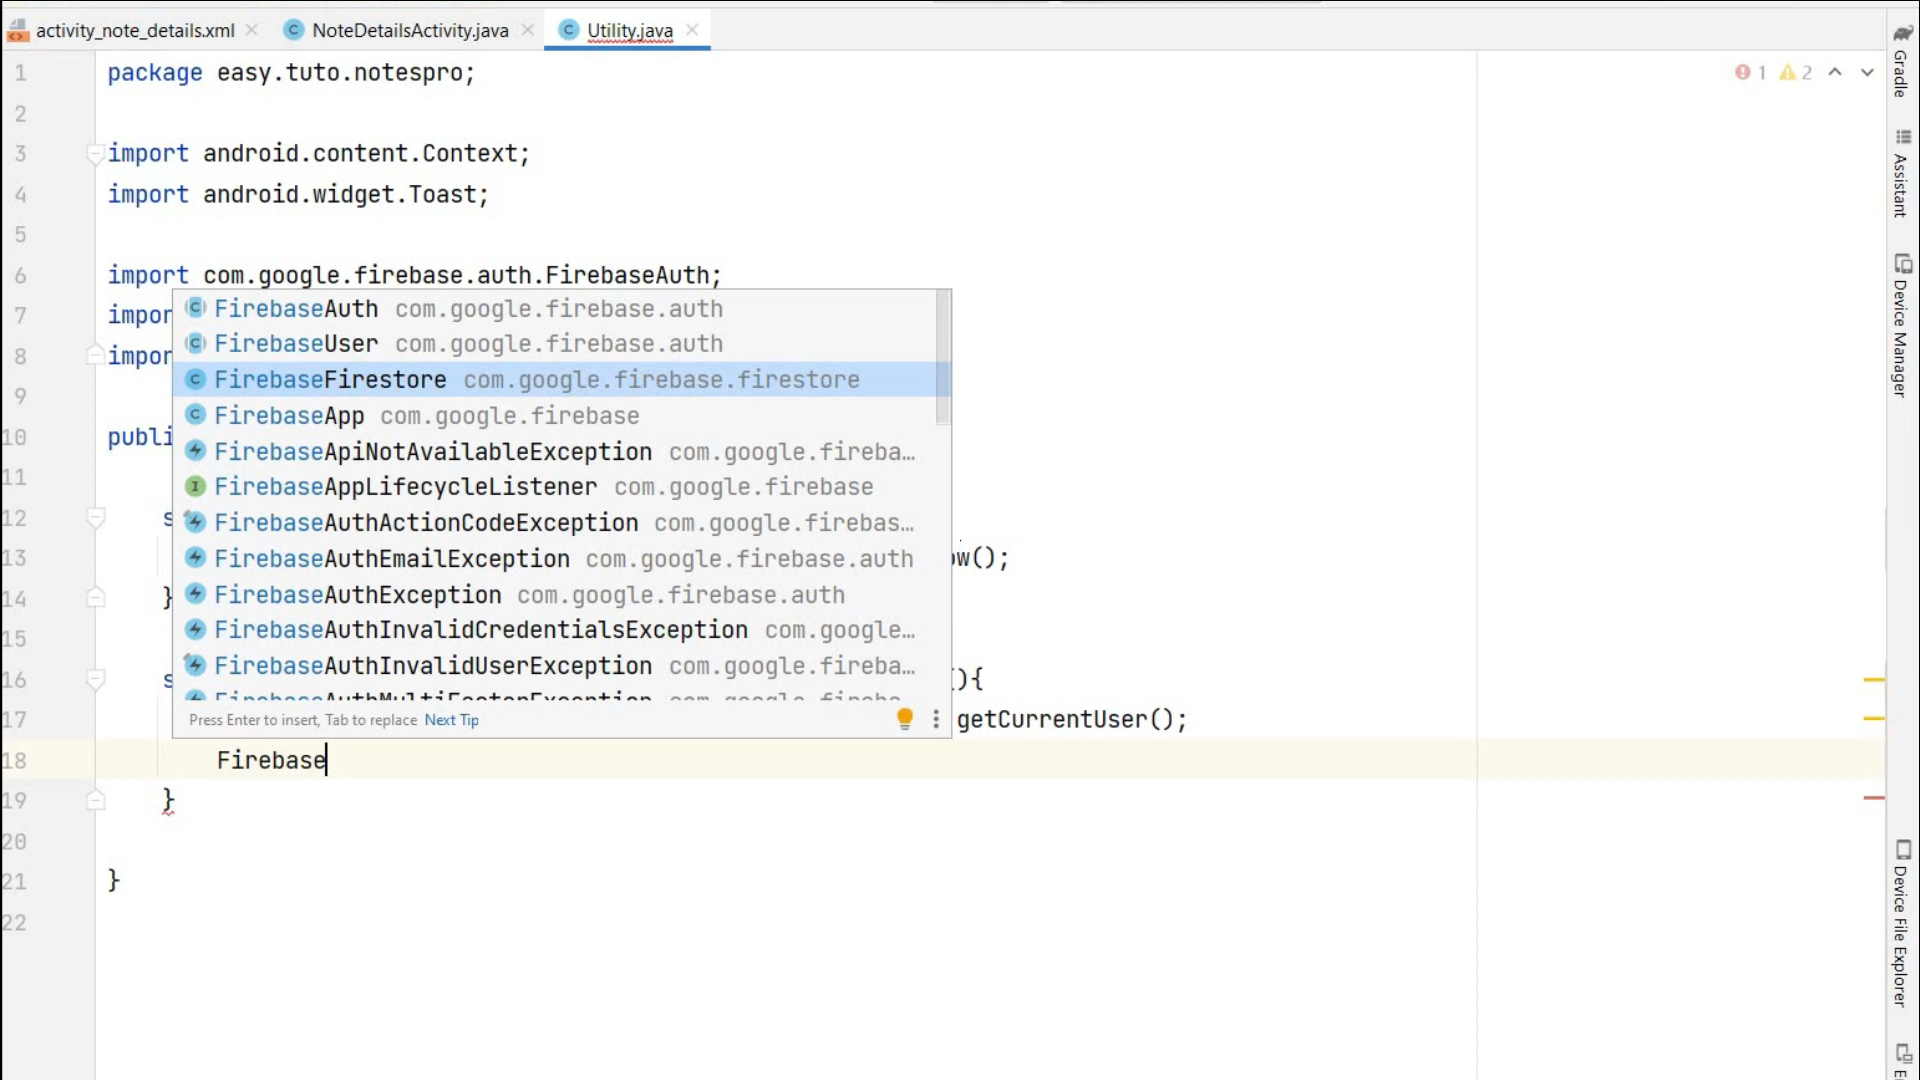 activity_note_details.xml NoteDetailsActivity.java Utility.java
1 package easy.tuto.notespro; 1 2
2
3 import android.content.Context;
4 import android.widget.Toast;
5
6 import com.google.firebase.auth.FirebaseAuth;
FirebaseAuth com.google.firebase.auth
7 impor
FirebaseUser com.google.firebase.auth
8 impor
FirebaseFirestore com.google.firebase.firestore
9
FirebaseApp com.google.firebase
10 publi
FirebaseApiNotAvailableException com.google.fireba…
11
FirebaseAppLifecycleListener com.google.firebase
12 s
FirebaseAuthActionCodeException com.google.firebas…
13 ow();
FirebaseAuthEmailException com.google.firebase.auth
14 }
FirebaseAuthException com.google.firebase.auth
15
FirebaseAuthInvalidCredentialsException com.google…
FirebaseAuthInvalidUserException com.google.fireba…
16 s (){
FirebaseAuthMultiFactorException com.google.fireba…
17 getCurrentUser();
Press Enter to insert, Tab to replace Next Tip
18 Firebase
19 }
20
21 }
22
Gradle
Assistant
Device Manager
Device File Explorer